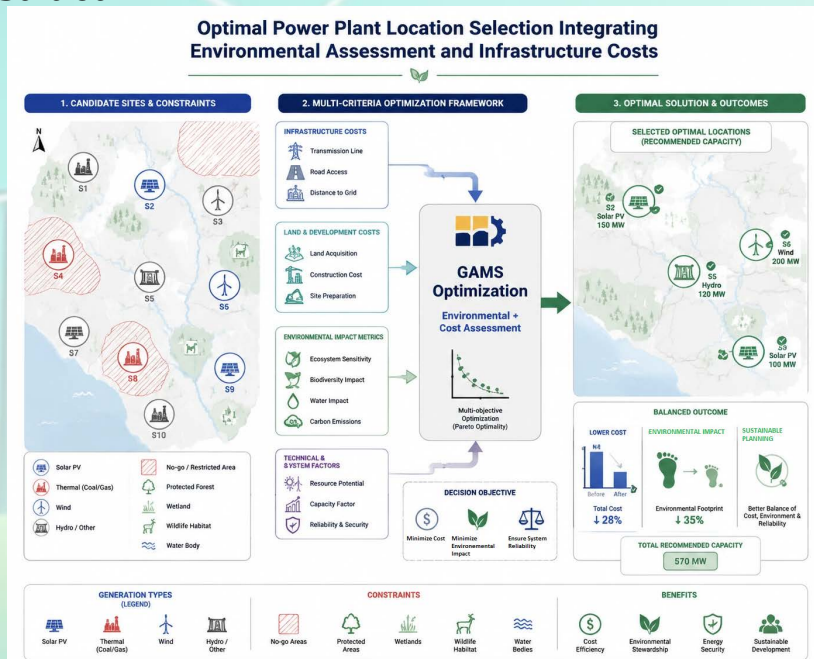 Optimal Power Plant Location Selection Integrating
Environmental Assessment and Infrastructure Costs
1. CANDIDATE SITES & CONSTRAINTS
N
S1
S2
S3
S4
S5
S5
S7
S8
S9
S10
Solar PV
Thermal (Coal/Gas)
Wind
Hydro / Other
No-go / Restricted Area
Protected Forest
Wetland
Wildlife Habitat
Water Body
2. MULTI-CRITERIA OPTIMIZATION FRAMEWORK
INFRASTRUCTURE COSTS
Transmission Line
Road Access
Distance to Grid
LAND & DEVELOPMENT COSTS
Land Acquisition
Construction Cost
Site Preparation
ENVIRONMENTAL IMPACT METRICS
Ecosystem Sensitivity
Biodiversity Impact
Water Impact
Carbon Emissions
TECHNICAL &
SYSTEM FACTORS
Resource Potential
Capacity Factor
Reliability & Security
GAMS
Optimization
Environmental +
Cost Assessment
Multi-objective
Optimization
(Pareto Optimality)
DECISION OBJECTIVE
Minimize Cost
Minimize
Environemental
Impact
Ensure System
Reliability
3. OPTIMAL SOLUTION & OUTCOMES
SELECTED OPTIMAL LOCATIONS
(RECOMMENDED CAPACITY)
S2
Solar PV
150 MW
S6
Wind
200 MW
S5
Hydro
120 MW
Solar PV
100 MW
BALANCED OUTCOME
LOWER COST
Before
After
Total Cost
↓ 28%
ENVIRONMENTAL IMPACT
Environmental Footprint
↓ 35%
SUSTAINABLE
PLANNING
Better Balance of
Cost, Environment &
Reliability
TOTAL RECOMMENDED CAPACITY
570 MW
GENERATION TYPES
(LEGEND)
Solar PV
Thermal
(Coal/Gas)
Wind
Hydro /
Other
CONSTRAINTS
No-go Areas
Protected
Areas
Wetlands
Wildlife
Habitat
Water
Bodies
BENEFITS
Cost
Efficiency
Environmental
Stewardship
Energy
Security
Sustainable
Development